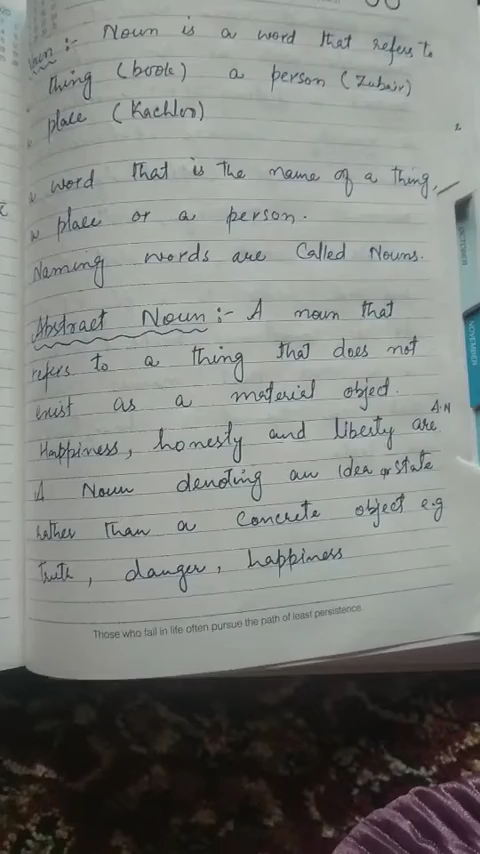 Noun :- Noun is a word that refers to
thing (book) a person (Zubair)
place (Kachloo)
a word that is the name of a thing,
a place or a person.
Naming words are Called Nouns.
Abstract Noun :- A noun that
refers to a thing that does not
exist as a material object.
Happiness, honesty and liberty are A.N
A Noun denoting an idea or state
rather than a concrete object e.g
truth, danger, happiness
Those who fail in life often pursue the path of least persistence
OCTOBER
NOVEMBER